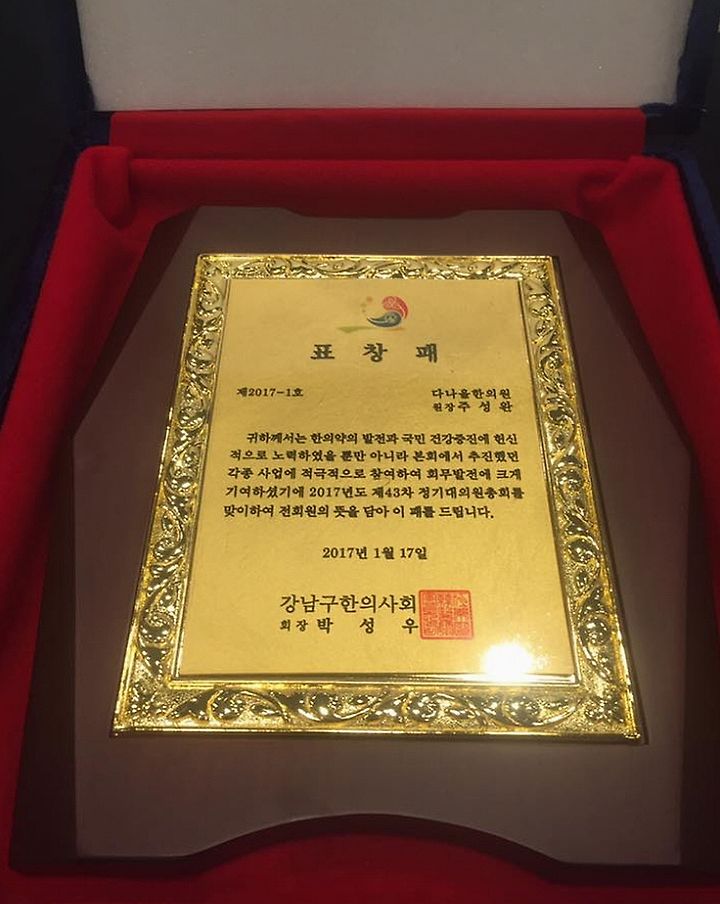 표창패
제2017-1호
다나을한의원
원장 주성완
귀하께서는 한의약의 발전과 국민 건강증진에 헌신
적으로 노력하였을 뿐만 아니라 본회에서 추진했던
각종 사업에 적극적으로 참여하여 회무발전에 크게
기여하셨기에 2017년도 제43차 정기대의원총회를
맞이하여 전회원의 뜻을 담아 이 패를 드립니다.
2017년 1월 17일
강남구한의사회
회장 박성우